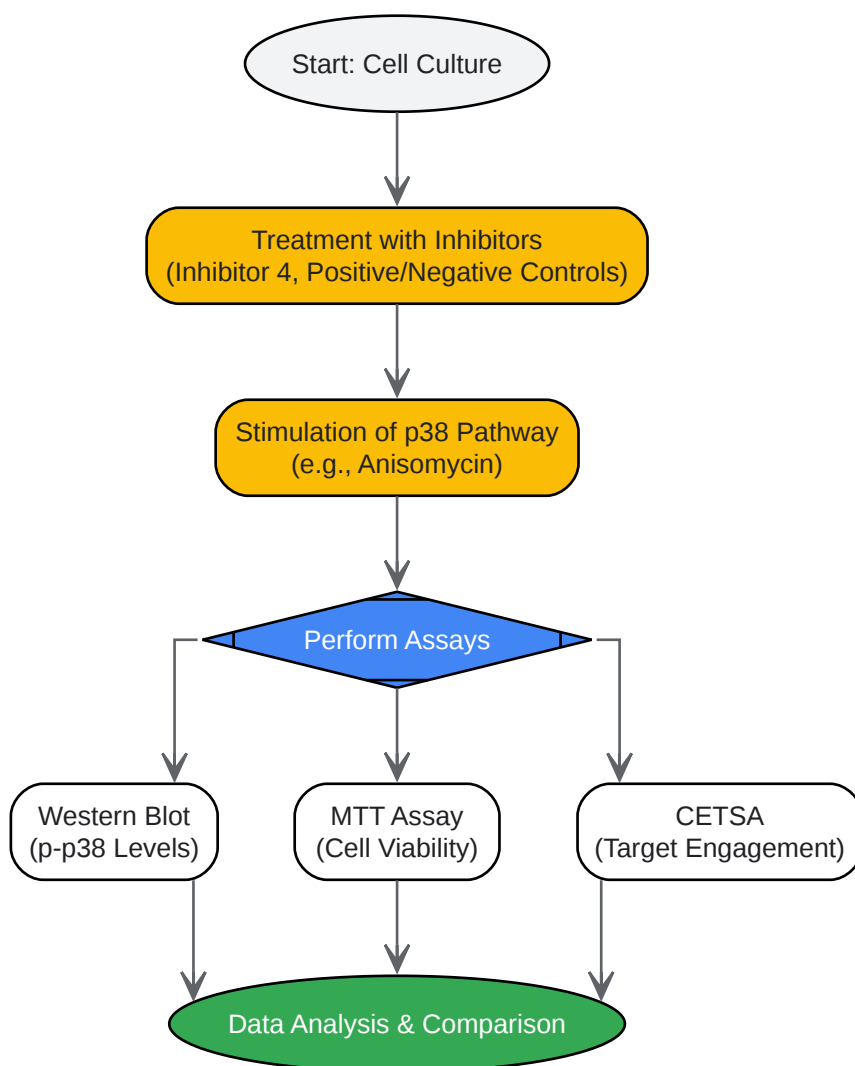 Start: Cell Culture
Treatment with Inhibitors
(Inhibitor 4, Positive/Negative Controls)
Stimulation of p38 Pathway
(e.g., Anisomycin)
Perform Assays
Western Blot
(p-p38 Levels)
MTT Assay
(Cell Viability)
CETSA
(Target Engagement)
Data Analysis & Comparison